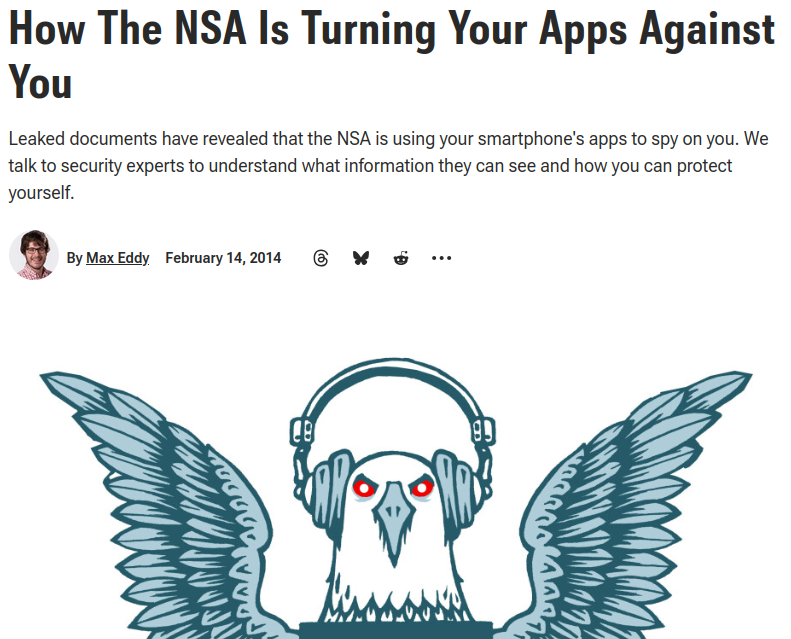 How The NSA Is Turning Your Apps Against
You
Leaked documents have revealed that the NSA is using your smartphone's apps to spy on you. We
talk to security experts to understand what information they can see and how you can protect
yourself.
By Max Eddy February 14, 2014